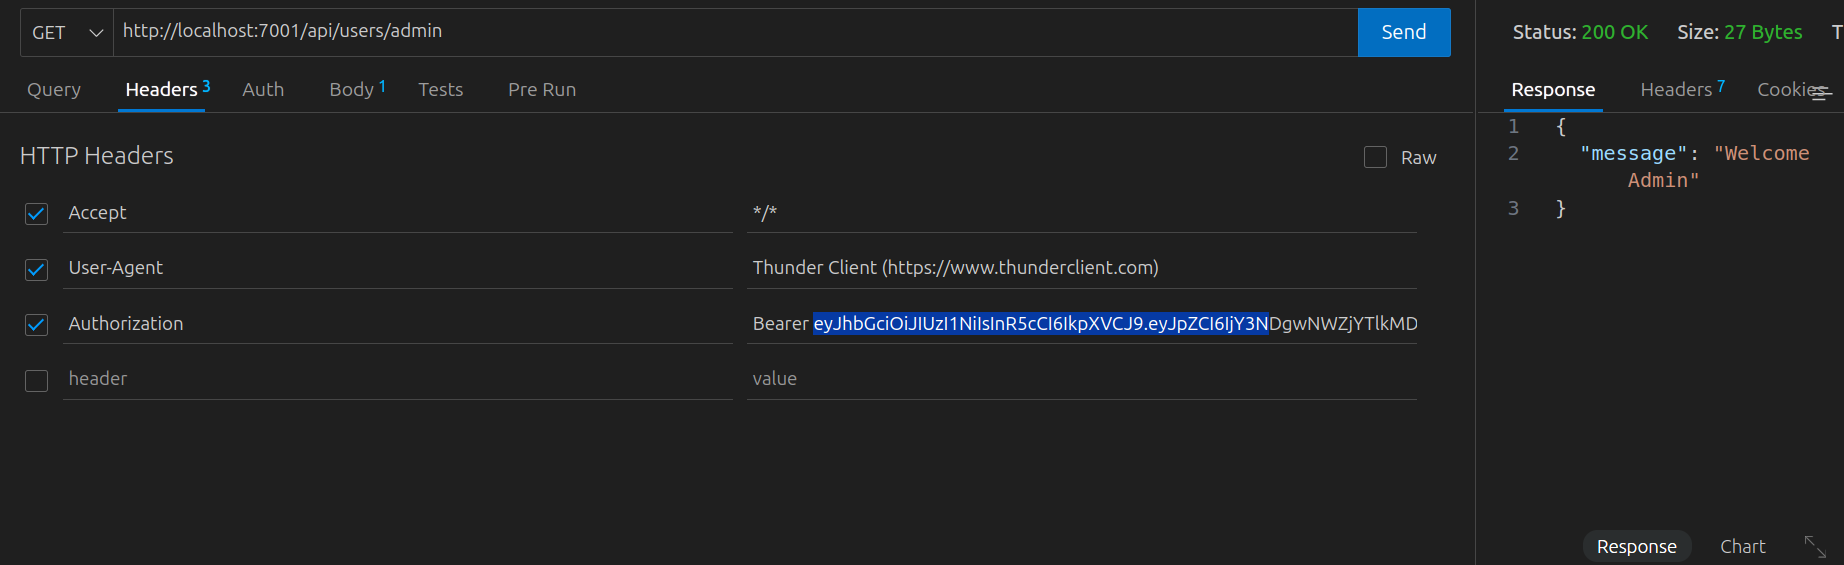 GET http://localhost:7001/api/users/admin Send
Query Headers 3 Auth Body 1 Tests Pre Run
HTTP Headers Raw
Accept */*
User-Agent Thunder Client (https://www.thunderclient.com)
Authorization Bearer eyJhbGciOiJIUzI1NiIsInR5cCI6IkpXVCJ9.eyJpZCI6IjY3NDgwNWZjYTlkMD
header value
Status: 200 OK Size: 27 Bytes T
Response Headers 7 Cookies
1 {
2 "message": "Welcome
Admin"
3 }
Response Chart